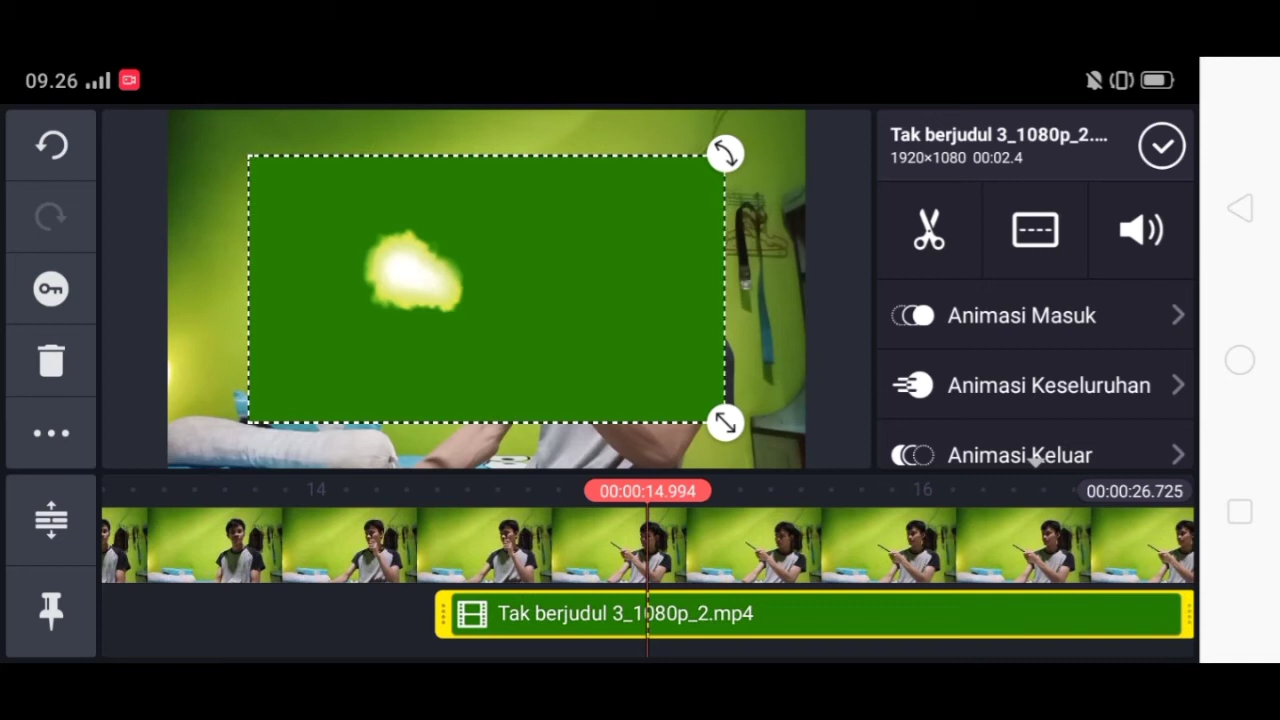 09.26
Tak berjudul 3_1080p_2....
1920×1080 00:02.4
Animasi Masuk
Animasi Keseluruhan
Animasi Keluar
14
00:00:14.994
16
00:00:26.725
Tak berjudul 3_1080p_2.mp4